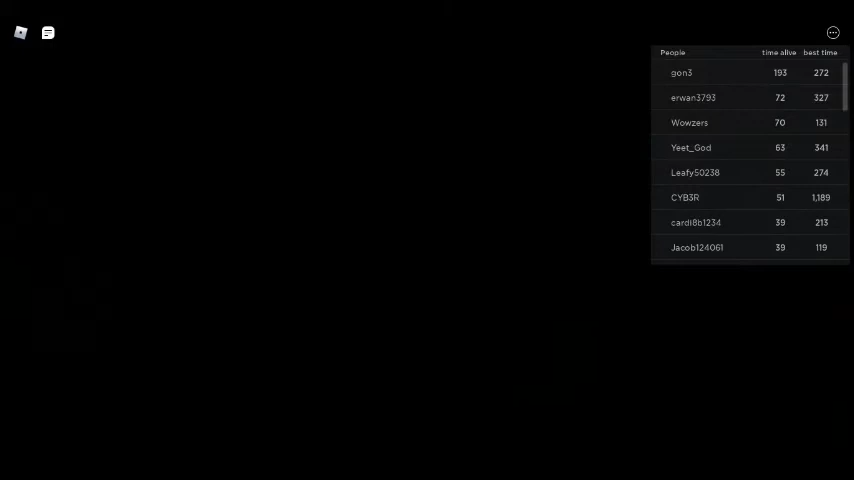 People time alive best time
gon3 193 272
erwan3793 72 327
Wowzers 70 131
Yeet_God 63 341
Leafy50238 55 274
CYB3R 51 1,189
cardi8b1234 39 213
Jacob124061 39 119